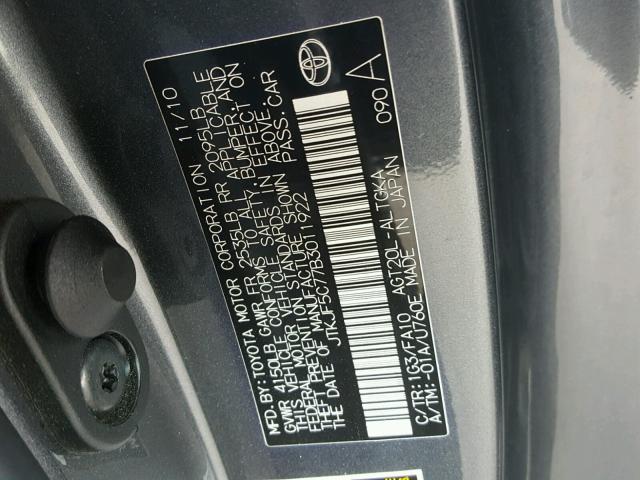 MFD. BY: TOYOTA MOTOR CORPORATION 11/10
GVWR 4150LB GAWR FR 2535LB RR 2095LB
THIS VEHICLE CONFORMS TO ALL APPLICABLE
FEDERAL MOTOR VEHICLE SAFETY, BUMPER, AND
THEFT PREVENTION STANDARDS IN EFFECT ON
THE DATE OF MANUFACTURE SHOWN ABOVE.
JTKJF5C77B3011922 PASS. CAR
C/TR: 1G3/FA10 AGT20L-ALTGKA
A/TM: -01A/U760E MADE IN JAPAN
090 A